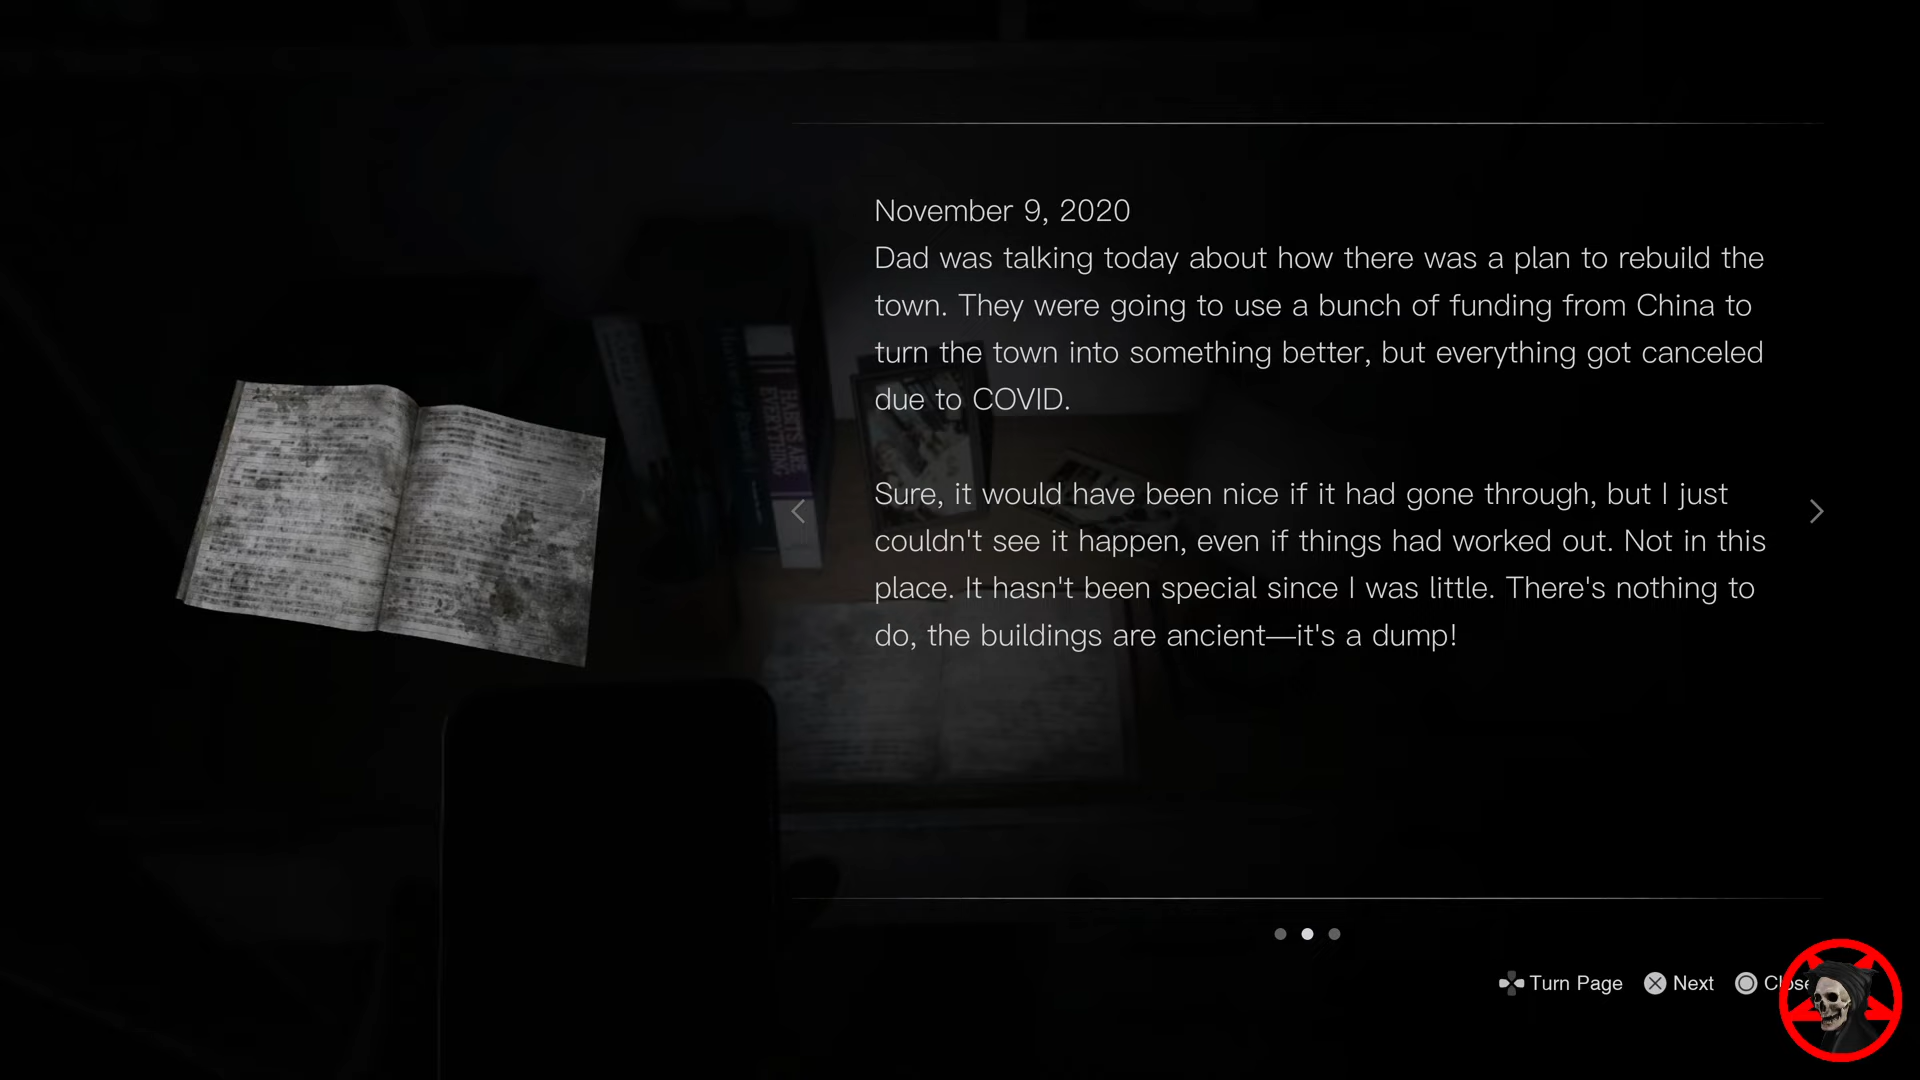 November 9, 2020
Dad was talking today about how there was a plan to rebuild the
town. They were going to use a bunch of funding from China to
turn the town into something better, but everything got canceled
due to COVID.
Sure, it would have been nice if it had gone through, but I just
couldn't see it happen, even if things had worked out. Not in this
place. It hasn't been special since I was little. There's nothing to
do, the buildings are ancient—it's a dump!
HABITS ARE
EVERYTHING
Turn Page Next Close